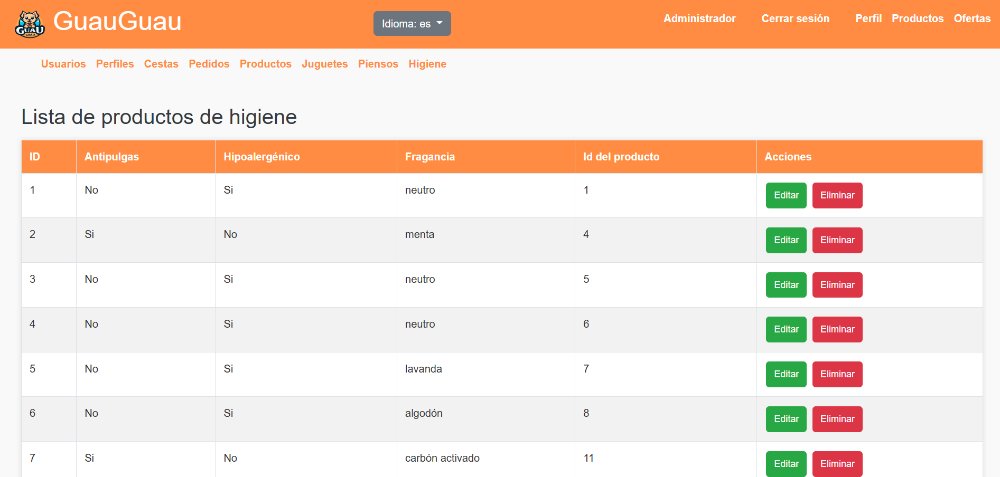 GUAU
GUAU
GuauGuau
Idioma: es
Administrador Cerrar sesión Perfil Productos Ofertas
Usuarios Perfiles Cestas Pedidos Productos Juguetes Piensos Higiene
Lista de productos de higiene
ID Antipulgas Hipoalergénico Fragancia Id del producto Acciones
1 No Si neutro 1 Editar Eliminar
2 Si No menta 4 Editar Eliminar
3 No Si neutro 5 Editar Eliminar
4 No Si neutro 6 Editar Eliminar
5 No Si lavanda 7 Editar Eliminar
6 No Si algodón 8 Editar Eliminar
7 Si No carbón activado 11 Editar Eliminar